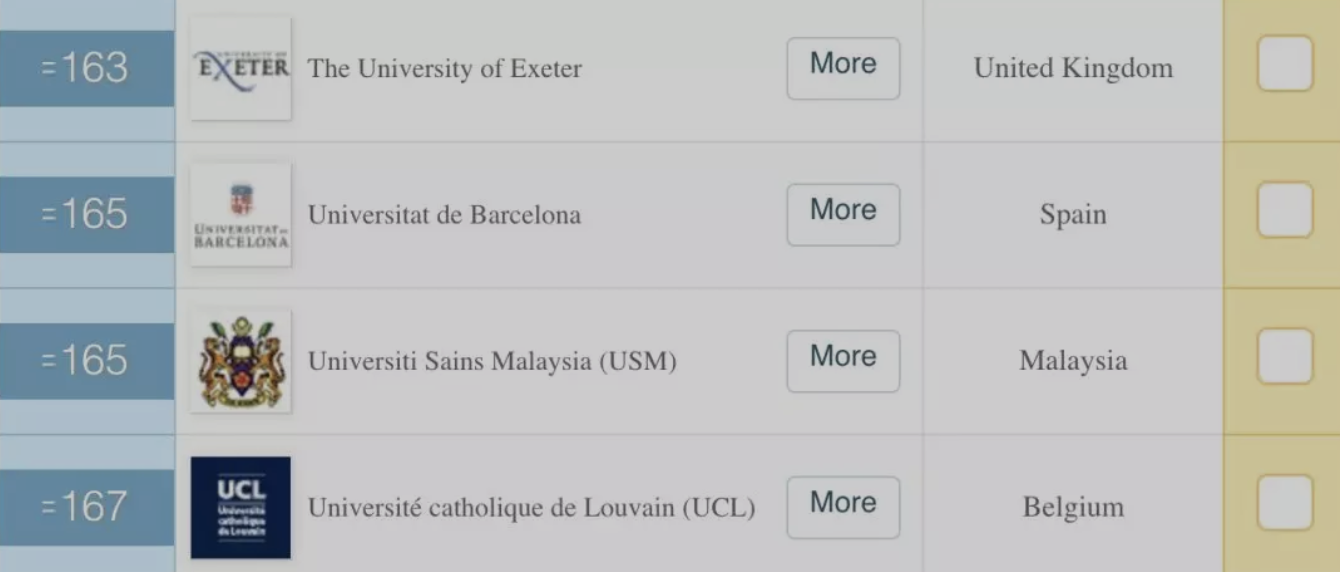 =163
UNIVERSITY OF
EXETER
The University of Exeter
More
United Kingdom
=165
UNIVERSITAT DE
BARCELONA
Universitat de Barcelona
More
Spain
=165
Universiti Sains Malaysia (USM)
More
Malaysia
=167
UCL
Université
catholique
de Louvain
Université catholique de Louvain (UCL)
More
Belgium